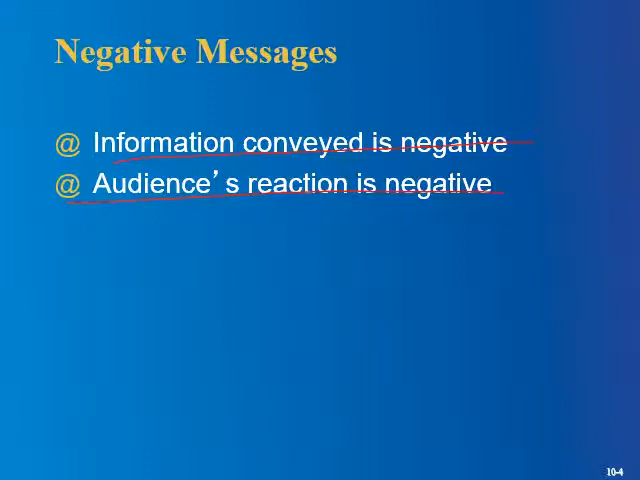 Negative Messages
@ Information conveyed is negative
@ Audience’s reaction is negative
10-4